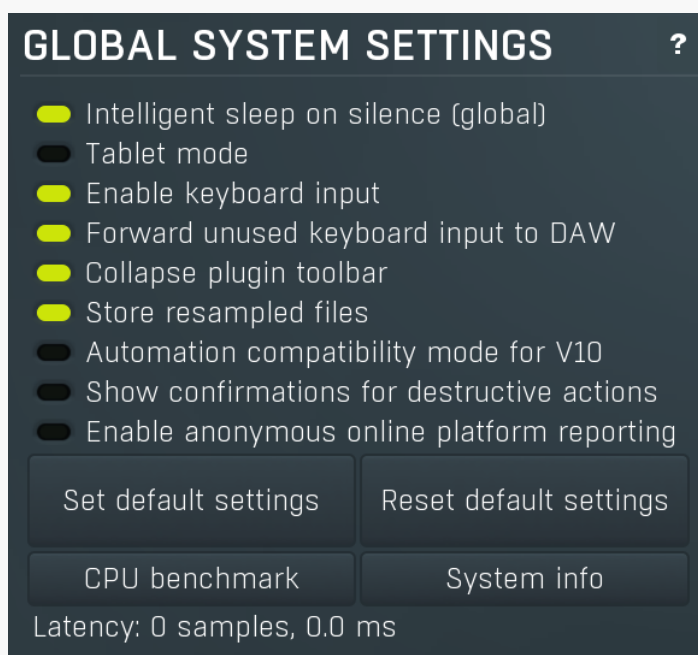 GLOBAL SYSTEM SETTINGS ?
Intelligent sleep on silence (global)
Tablet mode
Enable keyboard input
Forward unused keyboard input to DAW
Collapse plugin toolbar
Store resampled files
Automation compatibility mode for V10
Show confirmations for destructive actions
Enable anonymous online platform reporting
Set default settings Reset default settings
CPU benchmark System info
Latency: 0 samples, 0.0 ms